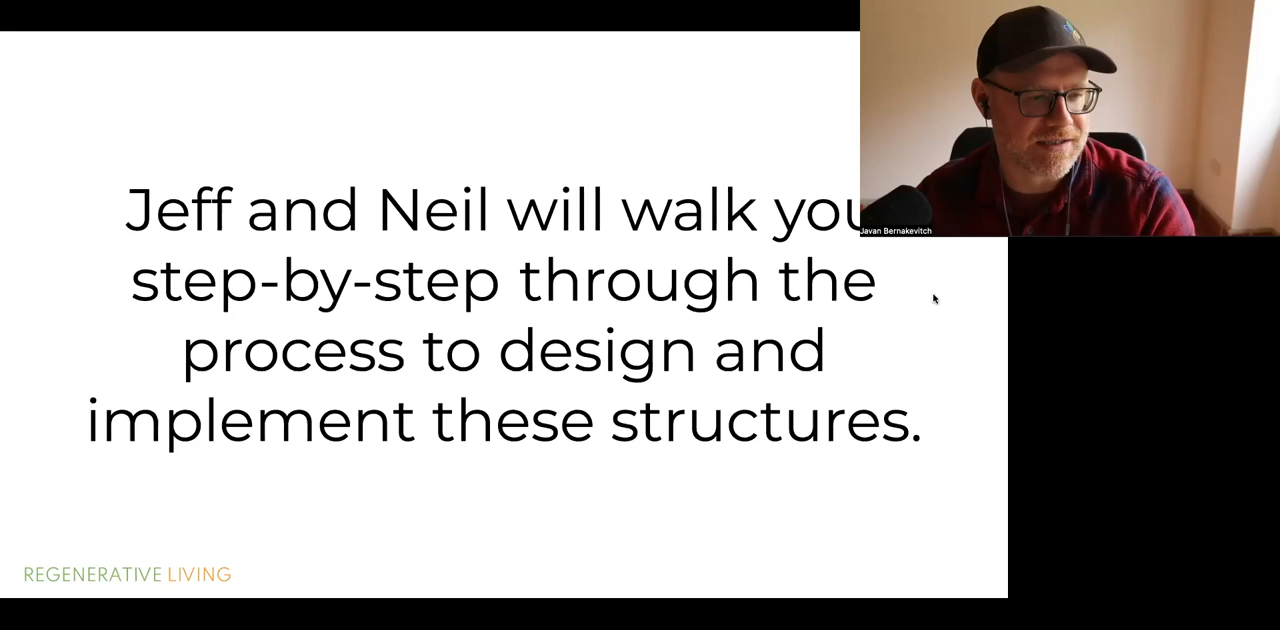 Jeff and Neil will walk you
step-by-step through the
process to design and
implement these structures.
Javan Bernakevitch
REGENERATIVE LIVING